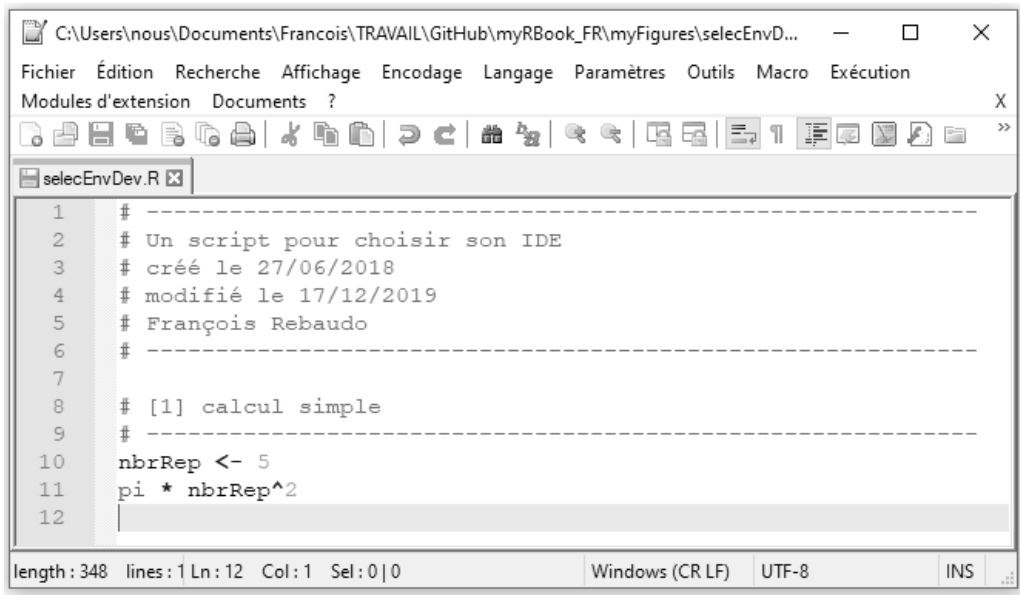 C:\Users\nous\Documents\Francois\TRAVAIL\GitHub\myRBook_FR\myFigures\selecEnvD...
Fichier Édition Recherche Affichage Encodage Langage Paramètres Outils Macro Exécution
Modules d'extension Documents ? X
selecEnvDev.R
1 # ------------------------------------------------------------
2 # Un script pour choisir son IDE
3 # créé le 27/06/2018
4 # modifié le 17/12/2019
5 # François Rebaudo
6 # ------------------------------------------------------------
7
8 # [1] calcul simple
9 # ------------------------------------------------------------
10 nbrRep <- 5
11 pi * nbrRep^2
12
length : 348 lines : 1 Ln : 12 Col : 1 Sel : 0 | 0 Windows (CR LF) UTF-8 INS